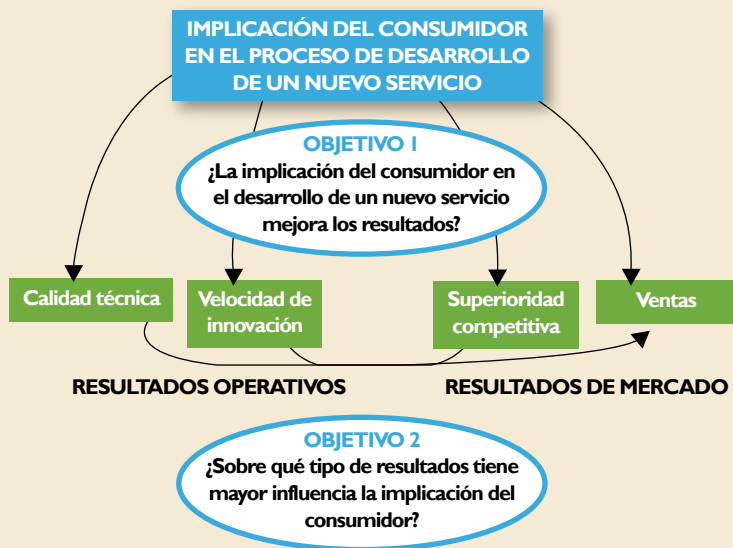 IMPLICACIÓN DEL CONSUMIDOR
EN EL PROCESO DE DESARROLLO
DE UN NUEVO SERVICIO
OBJETIVO 1
¿La implicación del consumidor en
el desarrollo de un nuevo servicio
mejora los resultados?
Calidad técnica
Velocidad de
innovación
Superioridad
competitiva
Ventas
RESULTADOS OPERATIVOS
RESULTADOS DE MERCADO
OBJETIVO 2
¿Sobre qué tipo de resultados tiene
mayor influencia la implicación del
consumidor?